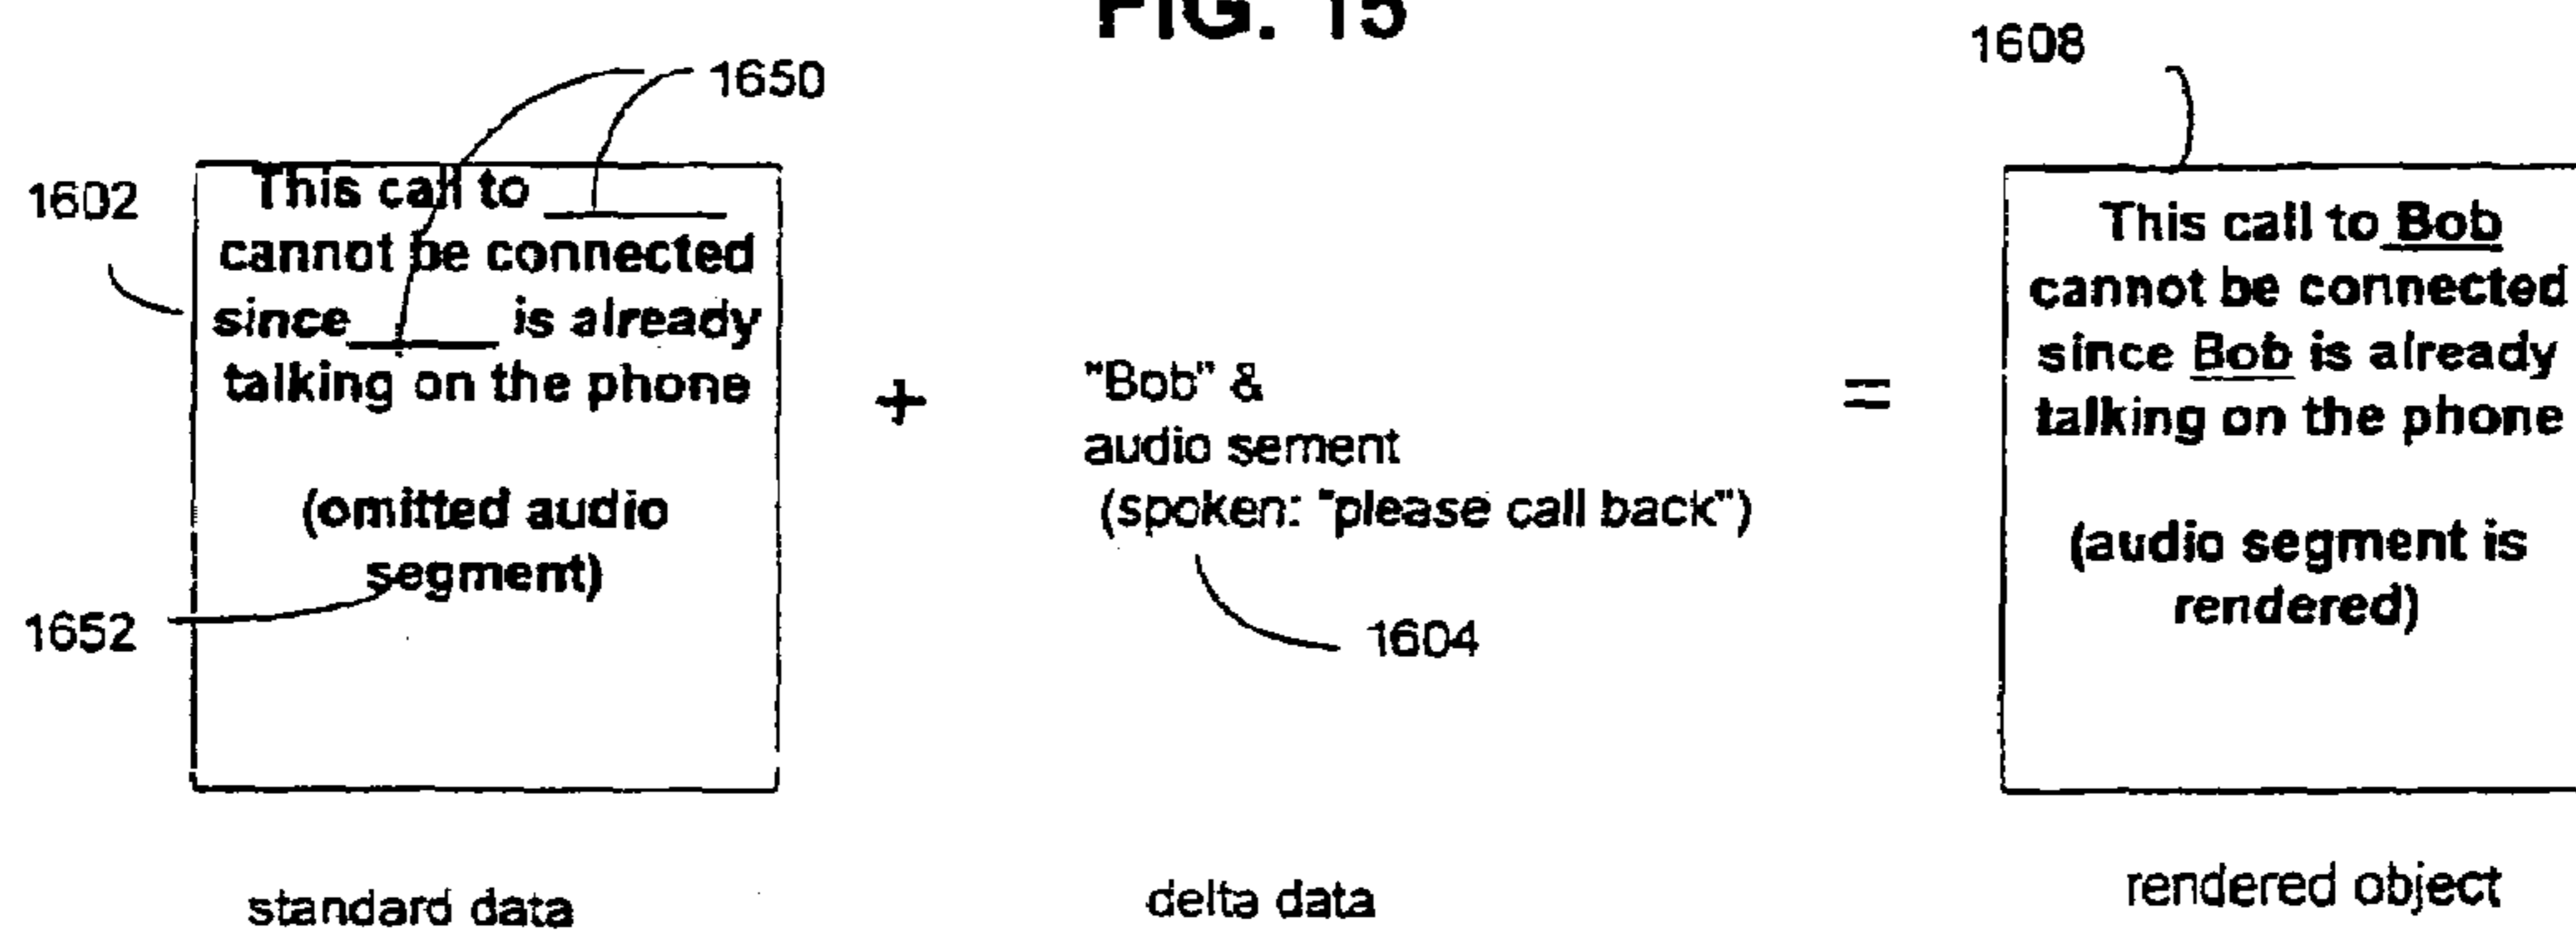 FIG. 15
1650
1608
1602
This call to
cannot be connected
since is already
talking on the phone
(omitted audio
segment)
1652
+
"Bob" &
audio sement
(spoken: "please call back")
1604
=
This call to Bob
cannot be connected
since Bob is already
talking on the phone
(audio segment is
rendered)
standard data
delta data
rendered object